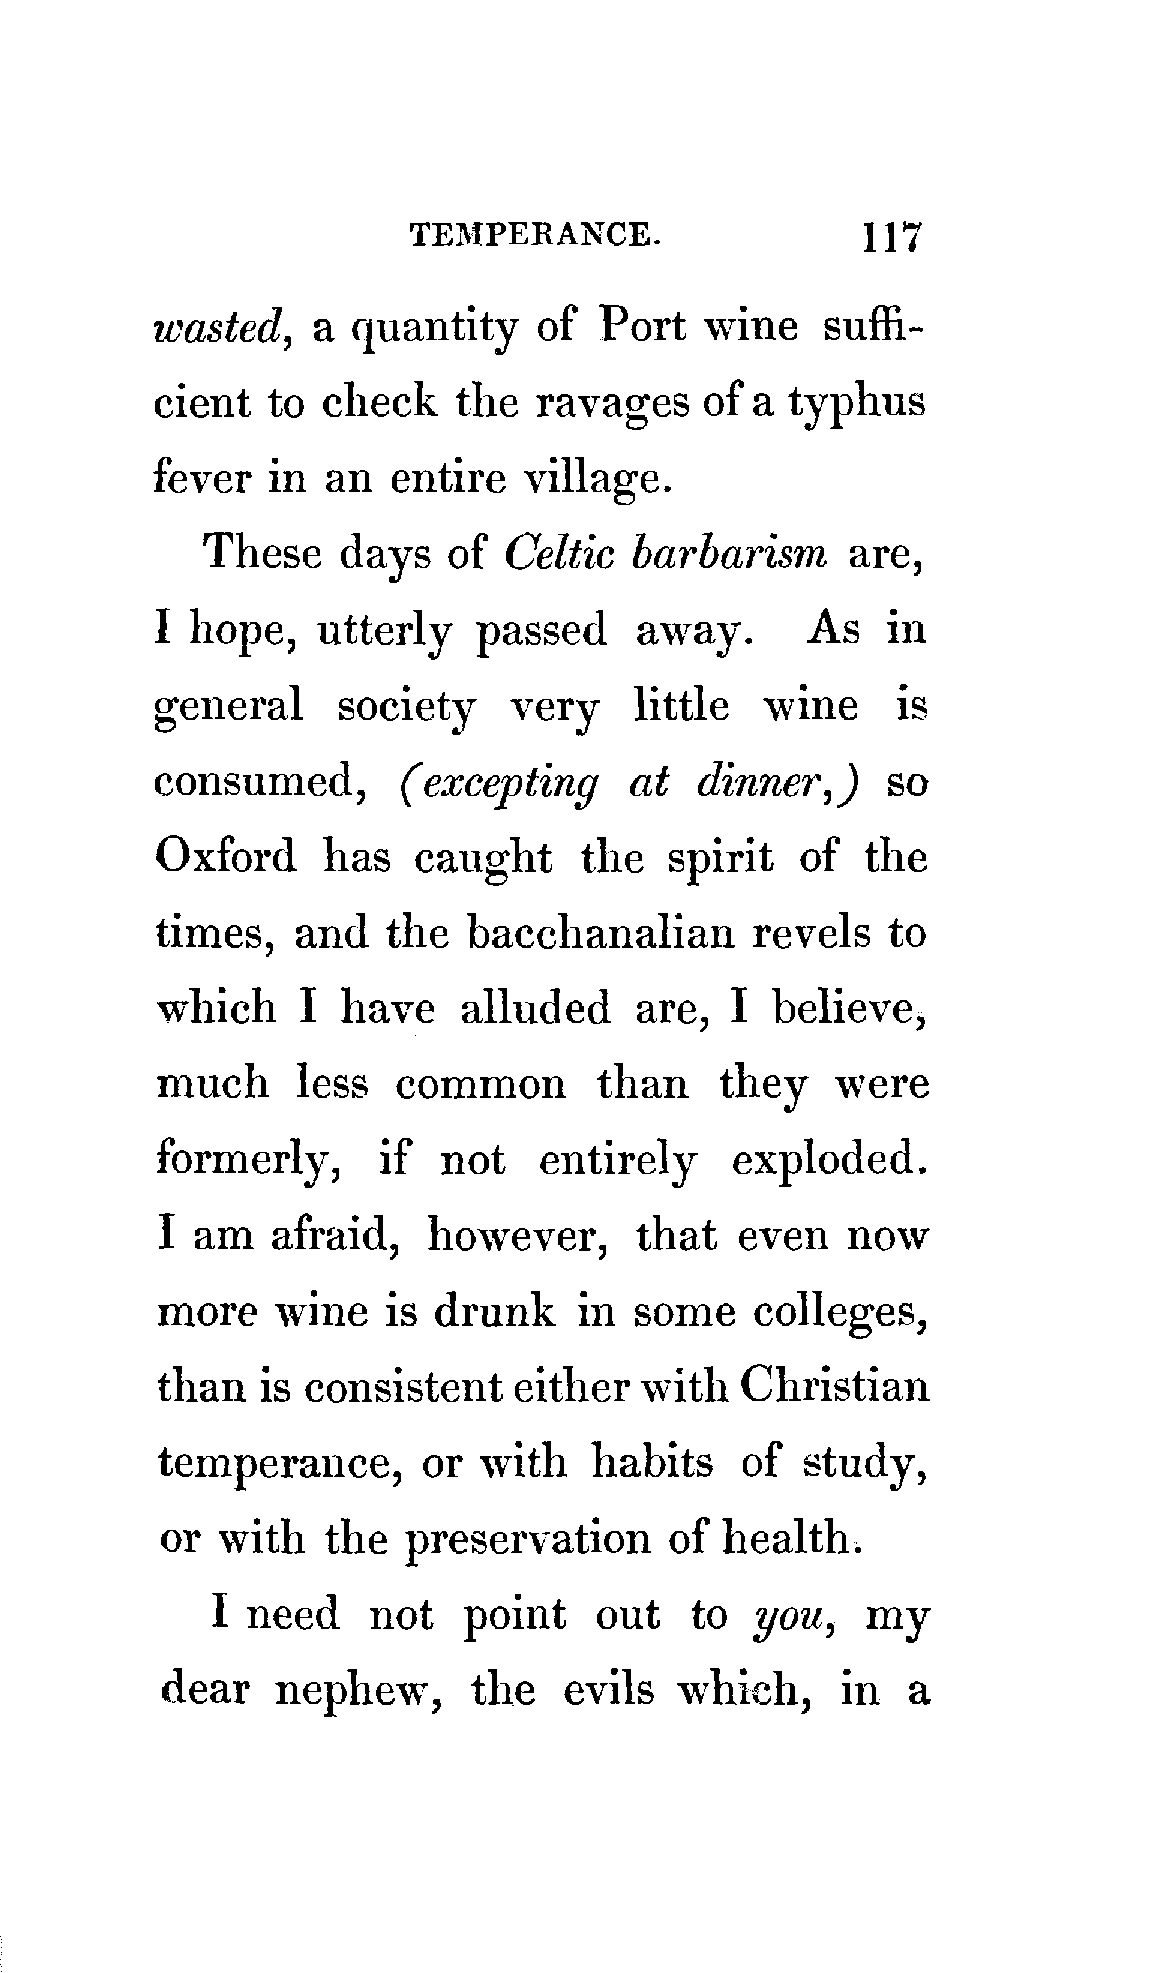 TEMPERANCE. 117
wasted, a quantity of Port wine suffi-
cient to check the ravages of a typhus
fever in an entire village.
These days of Celtic barbarism are,
I hope, utterly passed away. As in
general society very little wine is
consumed, (excepting at dinner,) so
Oxford has caught the spirit of the
times, and the bacchanalian revels to
which I have alluded are, I believe,
much less common than they were
formerly, if not entirely exploded.
I am afraid, however, that even now
more wine is drunk in some colleges,
than is consistent either with Christian
temperance, or with habits of study,
or with the preservation of health.
I need not point out to you, my
dear nephew, the evils which, in a